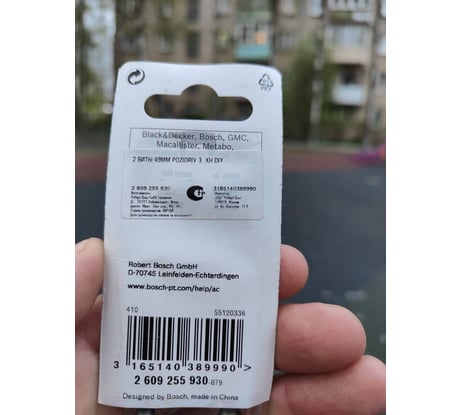 PET
Black&Decker, Bosch, GMC,
Macallister, Metabo,
2 БИТЫ 49MM POZIDRIV 3 XH DIY
2 609 255 930 3165140389990
Robert Bosch GmbH
D-70745 Leinfelden-Echterdingen
www.bosch-pt.com/help/ac
410 55120336
3 165140 389990 >
2 609 255 930 879
Designed by Bosch, made in China